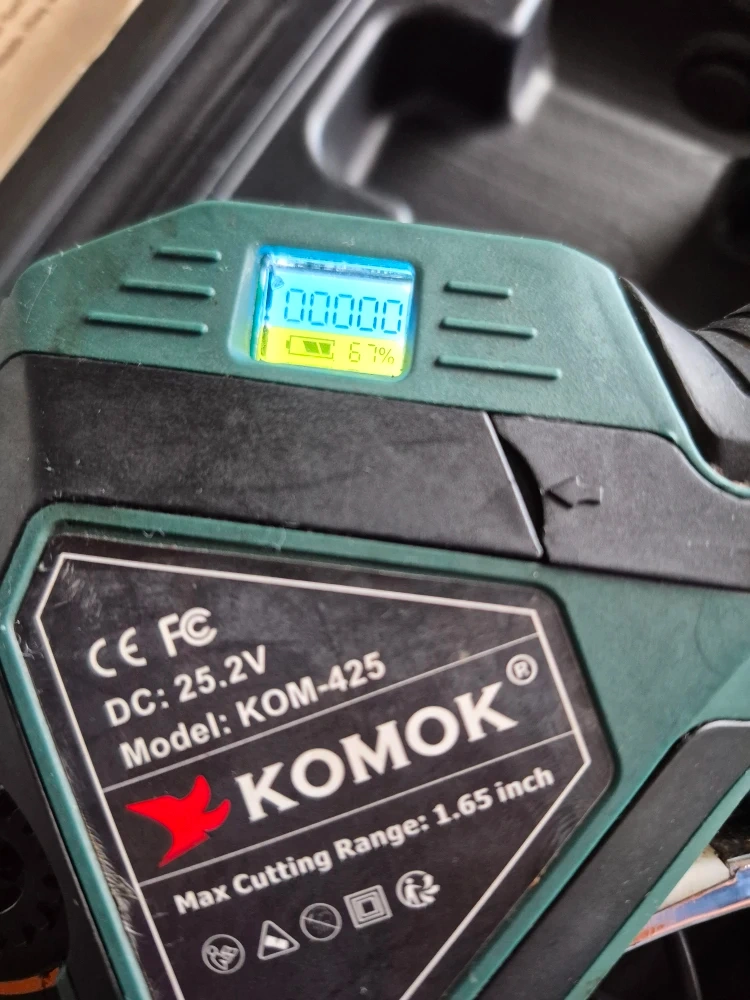 00000
67%
CE FC
DC: 25.2V
Model: KOM-425
KOMOK®
Max Cutting Range: 1.65 inch